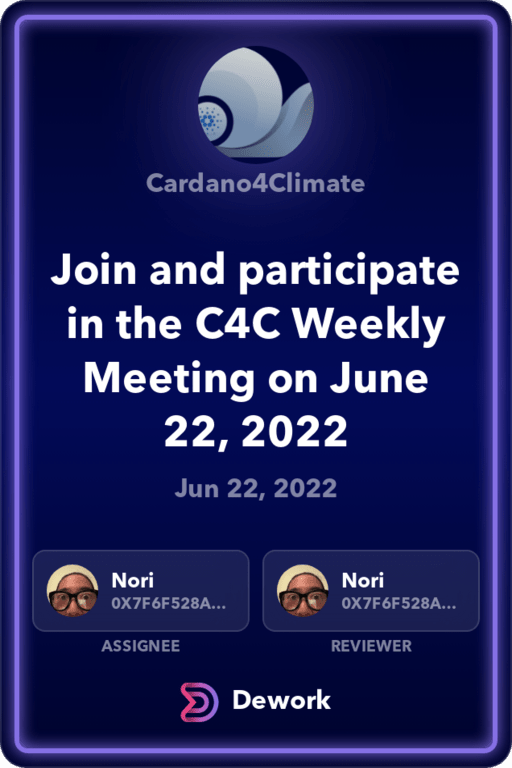 Cardano4Climate
Join and participate
in the C4C Weekly
Meeting on June
22, 2022
Jun 22, 2022
Nori
0X7F6F528A...
ASSIGNEE
Nori
0X7F6F528A...
REVIEWER
Dework